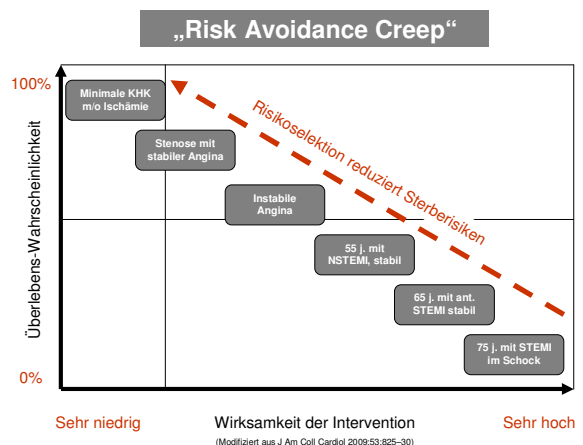 „Risk Avoidance Creep“
100%
Minimale KHK
m/o Ischämie
Stenose mit
stabiler Angina
Risikoselektion reduziert Sterberisiken
Instabile
Angina
55 j. mit
NSTEMI, stabil
65 j. mit ant.
STEMI stabil
75 j. mit STEMI
im Schock
Überlebens-Wahrscheinlichkeit
0%
Sehr niedrig
Wirksamkeit der Intervention
Sehr hoch
(Modifiziert aus J Am Coll Cardiol 2009:53:825–30)